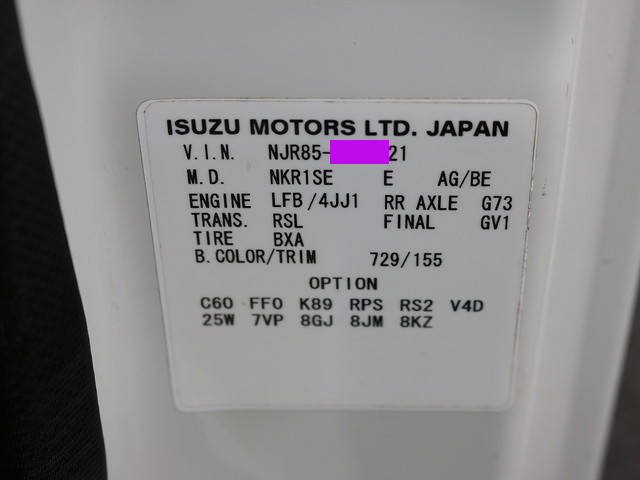 ISUZU MOTORS LTD. JAPAN
V.I.N. NJR85-21
M.D. NKR1SE E AG/BE
ENGINE LFB/4JJ1 RR AXLE G73
TRANS. RSL FINAL GV1
TIRE BXA
B.COLOR/TRIM 729/155
OPTION
C60 FF0 K89 RPS RS2 V4D
25W 7VP 8GJ 8JM 8KZ